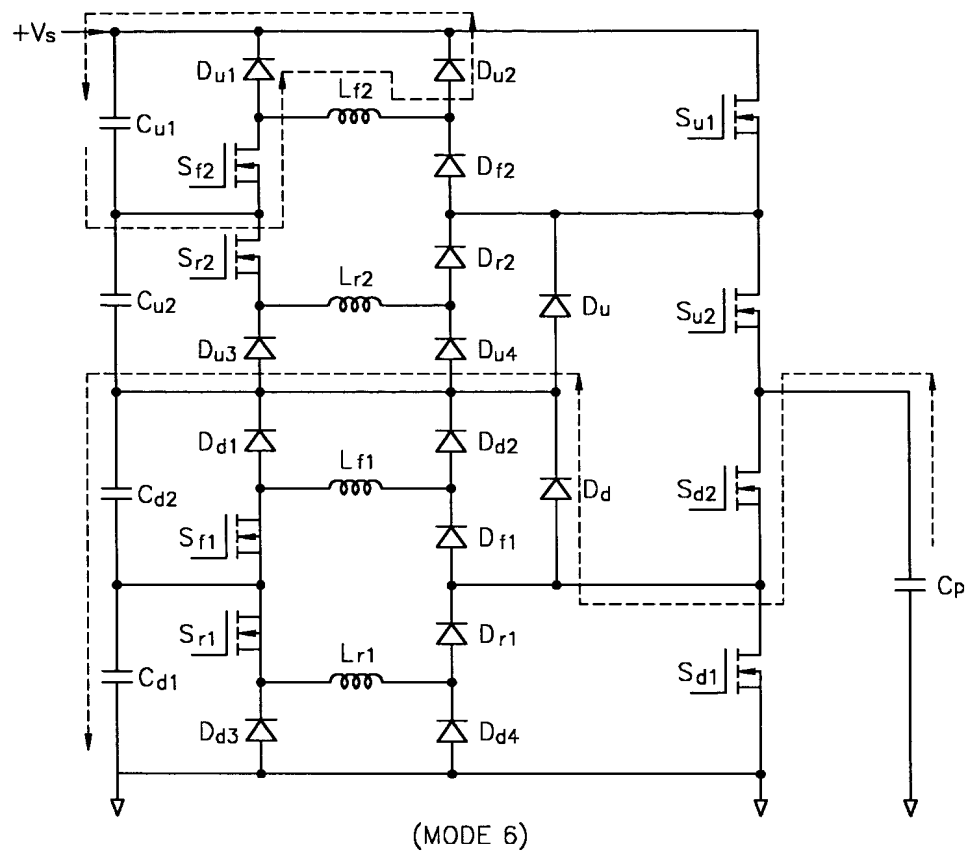 +Vs
Du1
Du2
Lf2
Cu1
Su1
Sf2
Df2
Sr2
Dr2
Lr2
Cu2
Du
Su2
Du3
Du4
Dd1
Dd2
Lf1
Cd2
Dd
Sd2
Sf1
Df1
Cp
Sr1
Dr1
Lr1
Cd1
Sd1
Dd3
Dd4
(MODE 6)